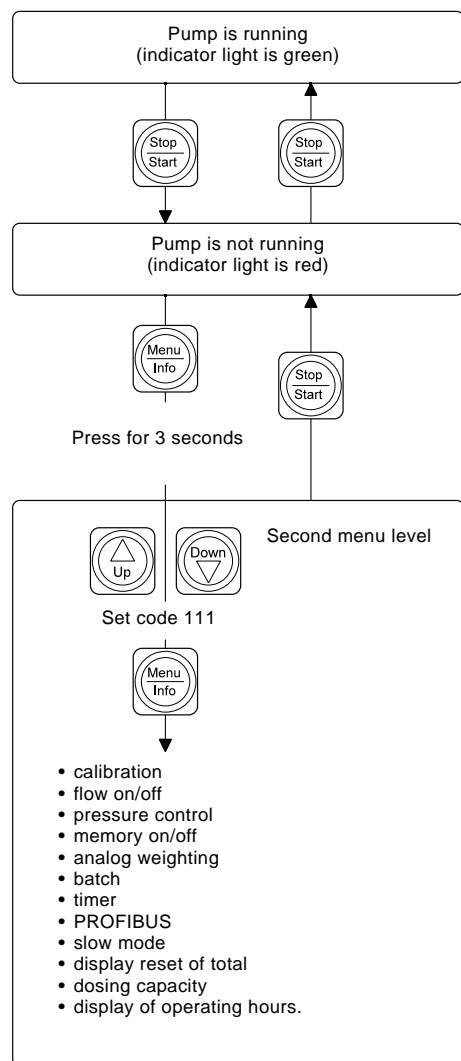 Pump is running
(indicator light is green)
Stop
Start
Stop
Start
Pump is not running
(indicator light is red)
Menu
Info
Stop
Start
Press for 3 seconds
Second menu level
Up
Down
Set code 111
Menu
Info
• calibration
• flow on/off
• pressure control
• memory on/off
• analog weighting
• batch
• timer
• PROFIBUS
• slow mode
• display reset of total
• dosing capacity
• display of operating hours.